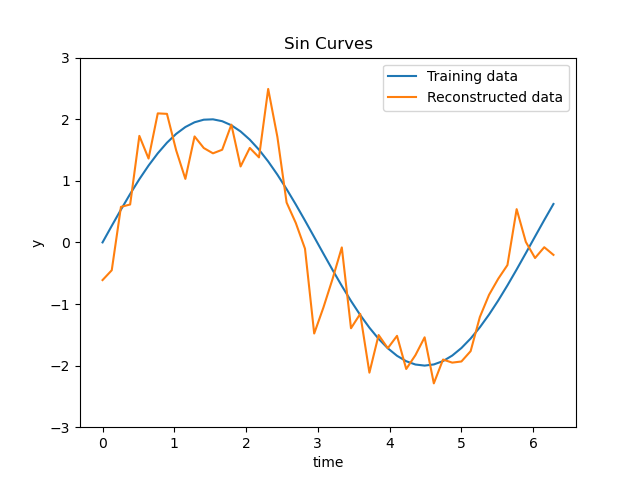 Sin Curves
Training data
Reconstructed data
3
2
1
0
−1
−2
−3
y
0 1 2 3 4 5 6
time